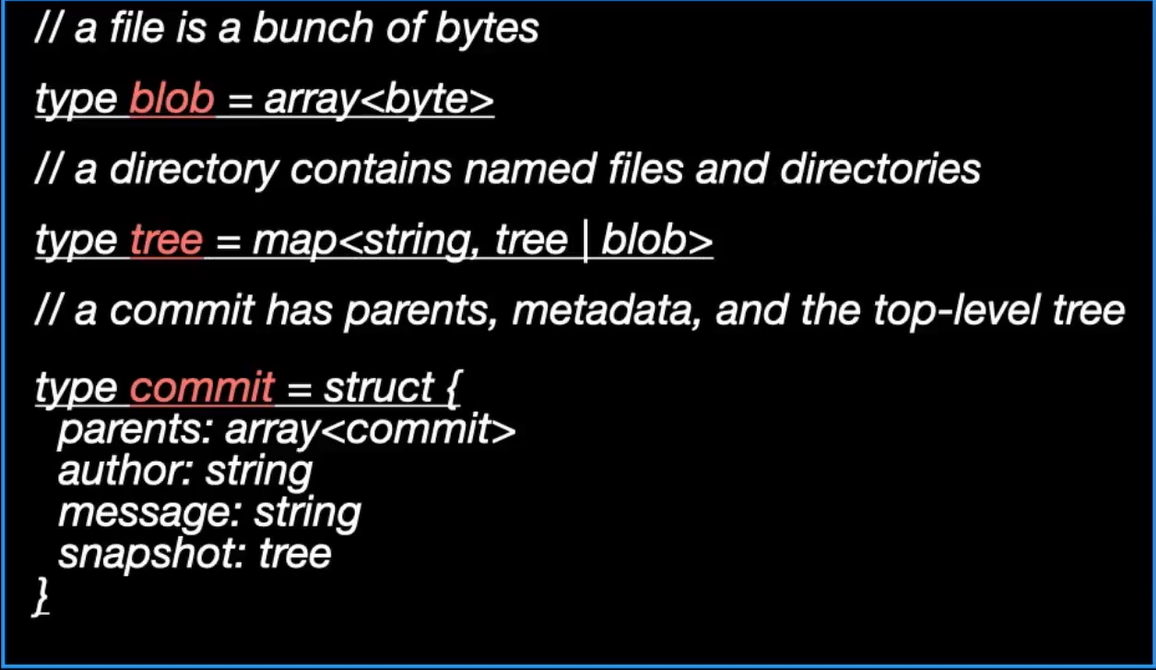 // a file is a bunch of bytes
type blob = array<byte>
// a directory contains named files and directories
type tree = map<string, tree | blob>
// a commit has parents, metadata, and the top-level tree
type commit = struct {
parents: array<commit>
author: string
message: string
snapshot: tree
}